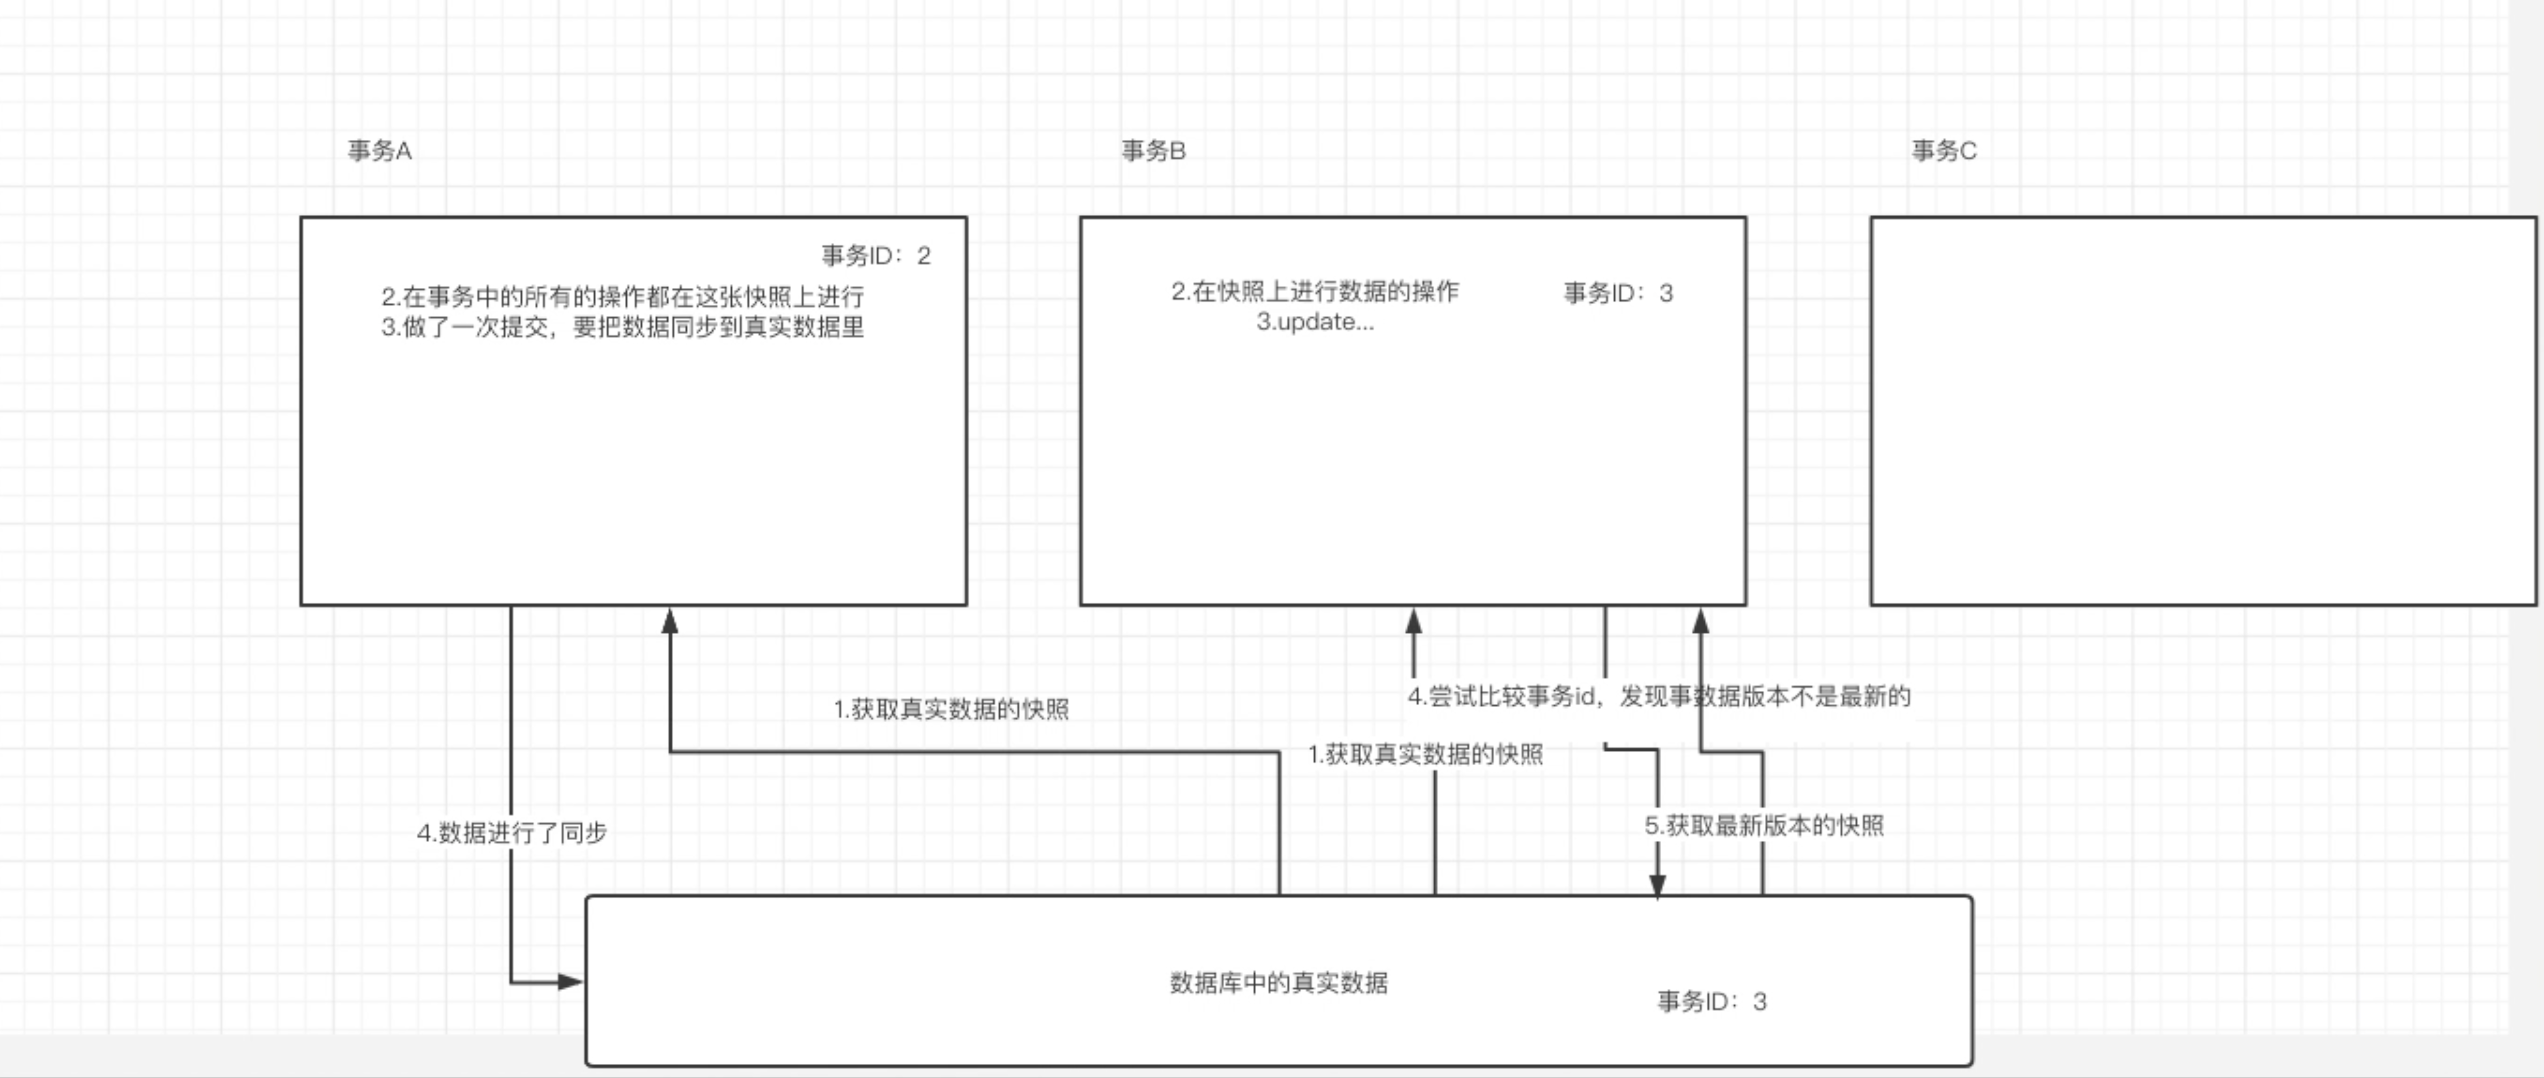 事务A
事务B
事务C
事务ID：2
2.在事务中的所有的操作都在这张快照上进行
3.做了一次提交，要把数据同步到真实数据里
2.在快照上进行数据的操作
3.update...
事务ID：3
4.尝试比较事务id，发现事数据版本不是最新的
1.获取真实数据的快照
1.获取真实数据的快照
5.获取最新版本的快照
4.数据进行了同步
数据库中的真实数据
事务ID：3